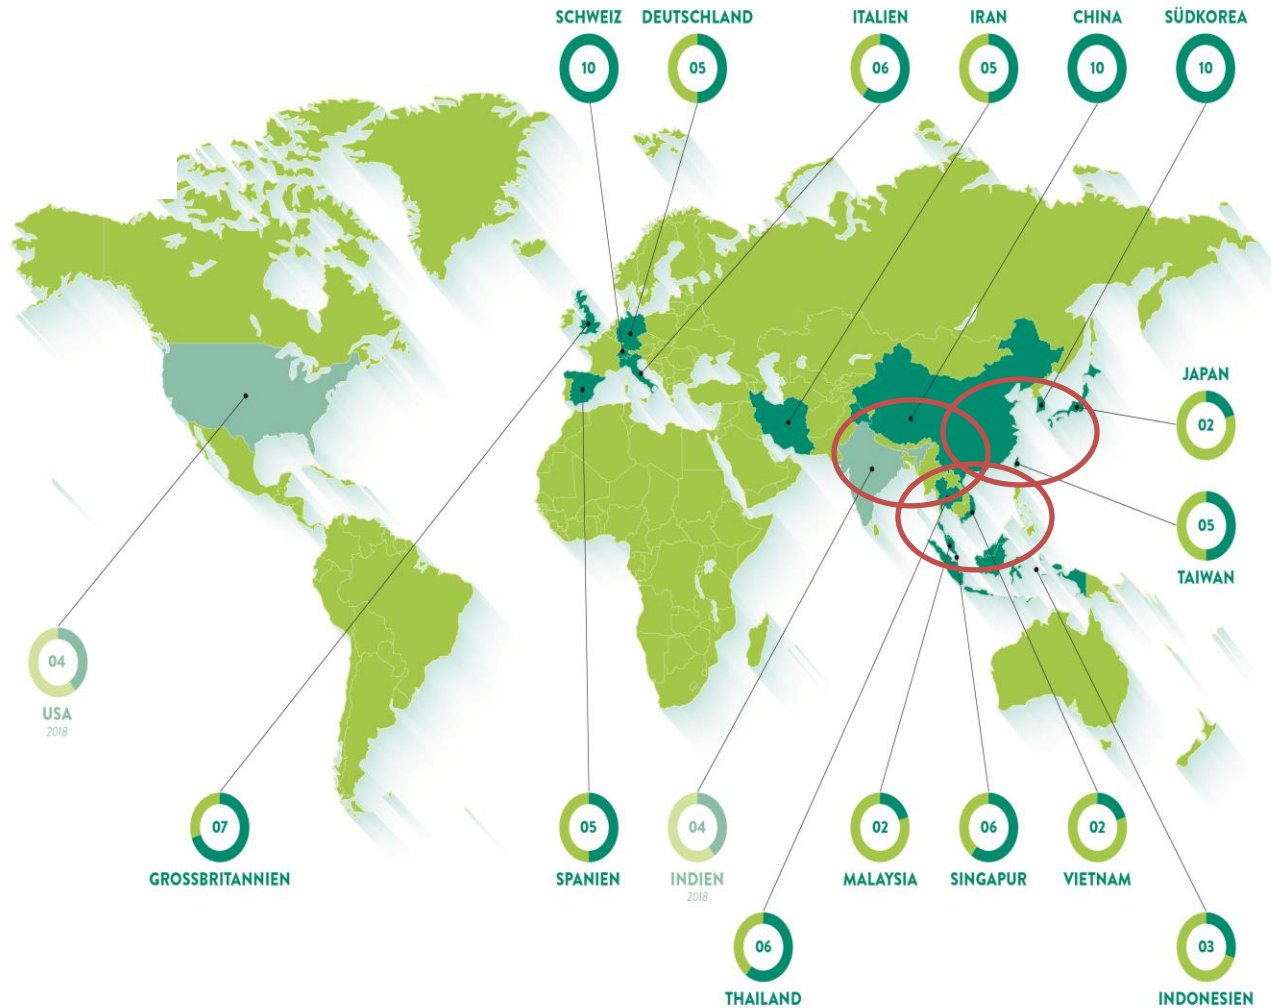 SCHWEIZ
10
DEUTSCHLAND
05
ITALIEN
06
IRAN
05
CHINA
10
SÜDKOREA
10
JAPAN
02
05
TAIWAN
04
USA
2018
07
GROSSBRITANNIEN
05
SPANIEN
04
INDIEN
2018
02
MALAYSIA
06
SINGAPUR
02
VIETNAM
06
THAILAND
03
INDONESIEN